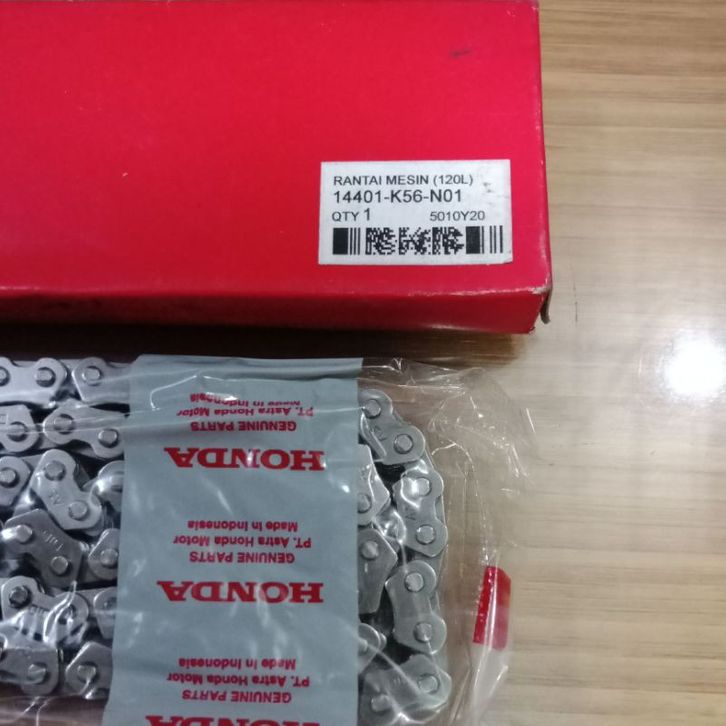 RANTAI MESIN (120L)
14401-K56-N01
QTY 1 5010Y20
Made in Indonesia
PT. Astra Honda Motor
GENUINE PARTS
HONDA
Made in Indonesia
PT. Astra Honda Motor
GENUINE PARTS
HONDA
Made in Indonesia
PT. Astra Honda Motor
GENUINE PARTS
HONDA